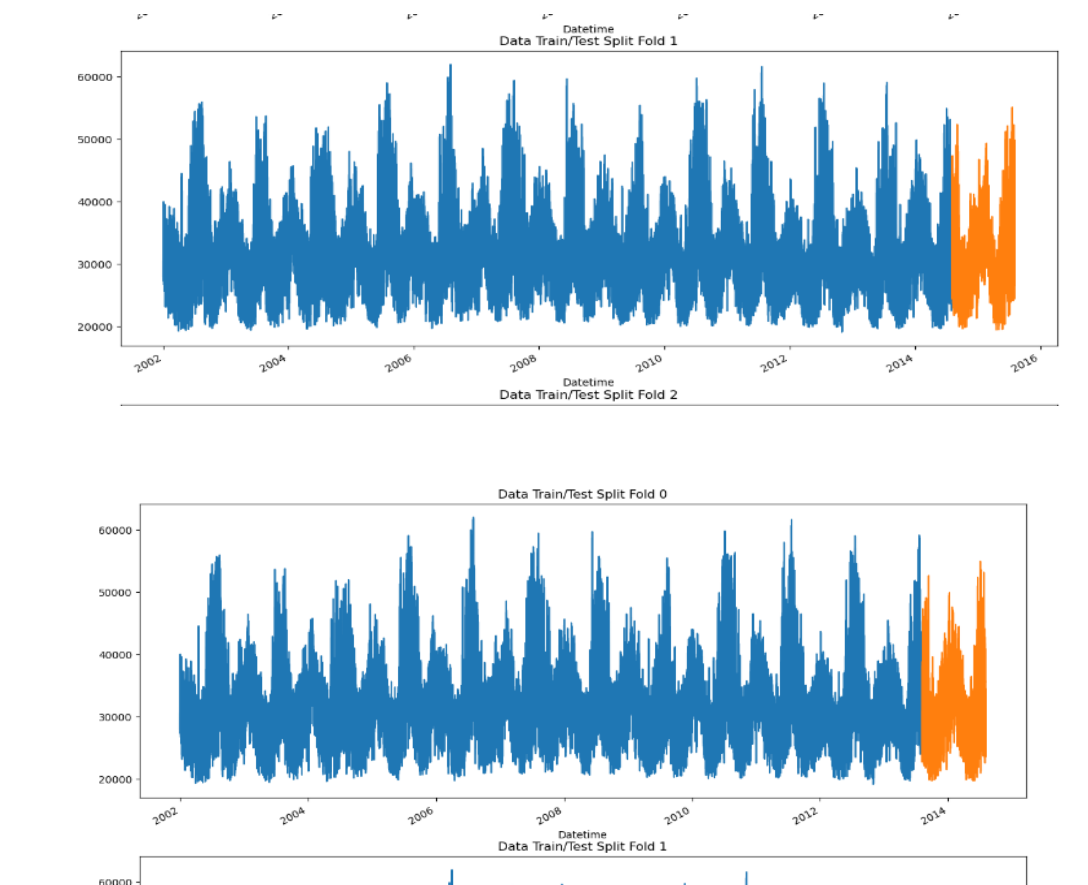 Datetime
Data Train/Test Split Fold 1
60000
50000
40000
30000
20000
2002 2004 2006 2008 2010 2012 2014 2016
Datetime
Data Train/Test Split Fold 2
Data Train/Test Split Fold 0
60000
50000
40000
30000
20000
2002 2004 2006 2008 2010 2012 2014
Datetime
Data Train/Test Split Fold 1
60000